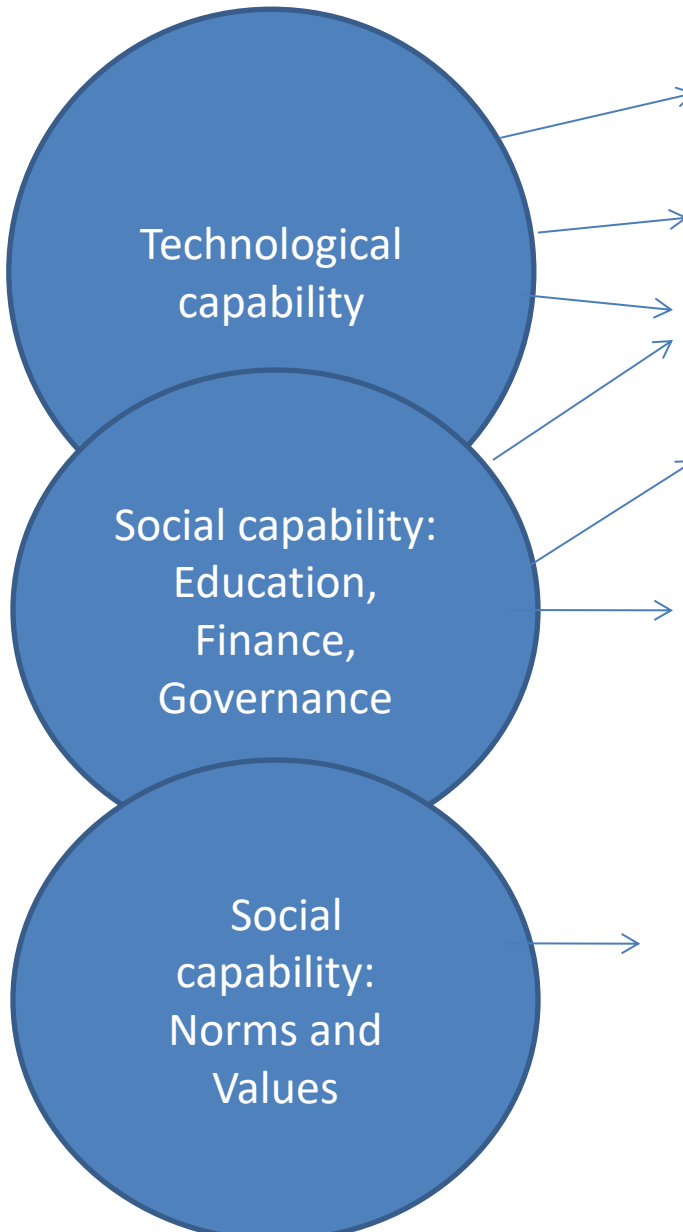 Technological
capability
Social capability:
Education,
Finance,
Governance
Social
capability:
Norms and
Values